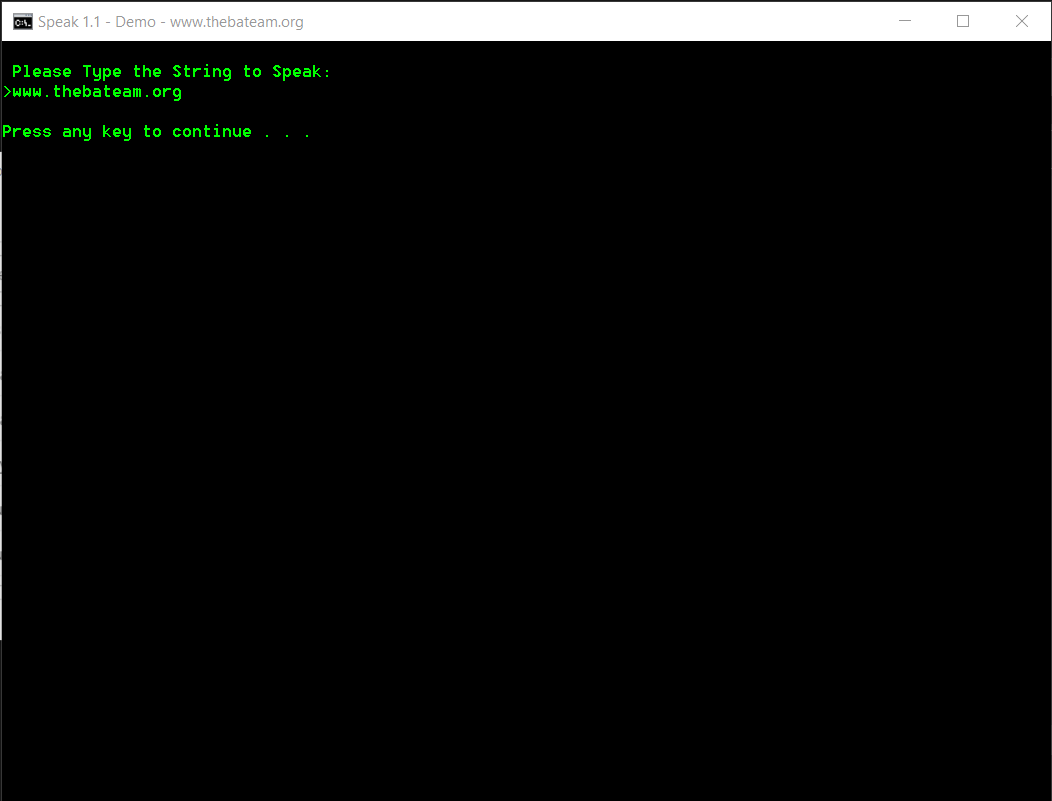 Speak 1.1 - Demo - www.thebateam.org
Please Type the String to Speak:
>www.thebateam.org
Press any key to continue . . .